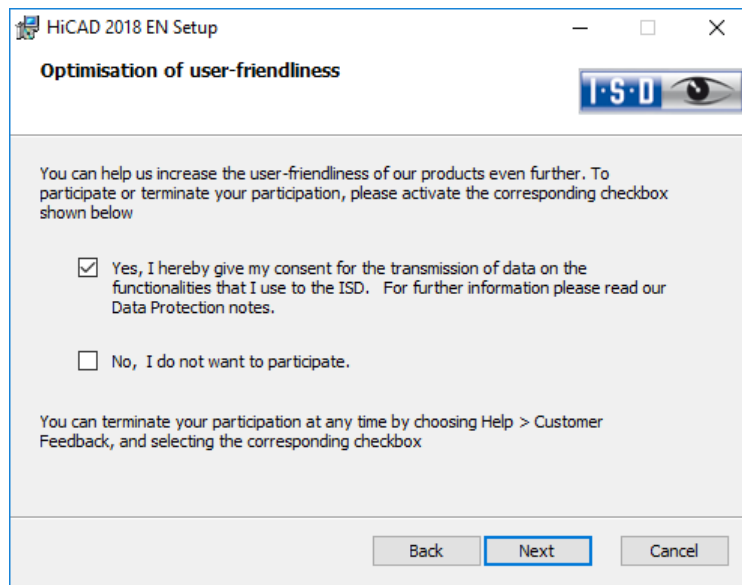 HiCAD 2018 EN Setup
Optimisation of user-friendliness
I·S·D
You can help us increase the user-friendliness of our products even further. To
participate or terminate your participation, please activate the corresponding checkbox
shown below
Yes, I hereby give my consent for the transmission of data on the
functionalities that I use to the ISD.   For further information please read our
Data Protection notes.
No,  I do not want to participate.
You can terminate your participation at any time by choosing Help > Customer
Feedback, and selecting the corresponding checkbox
Back
Next
Cancel